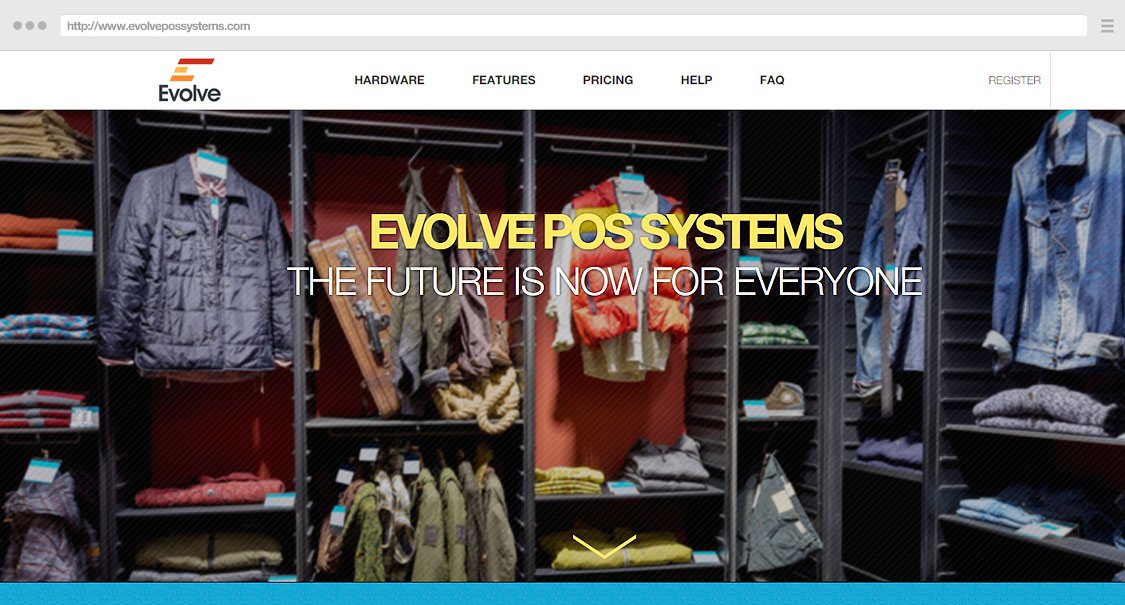 http://www.evolvepossystems.com
Evolve
HARDWARE
FEATURES
PRICING
HELP
FAQ
REGISTER
EVOLVE POS SYSTEMS
THE FUTURE IS NOW FOR EVERYONE